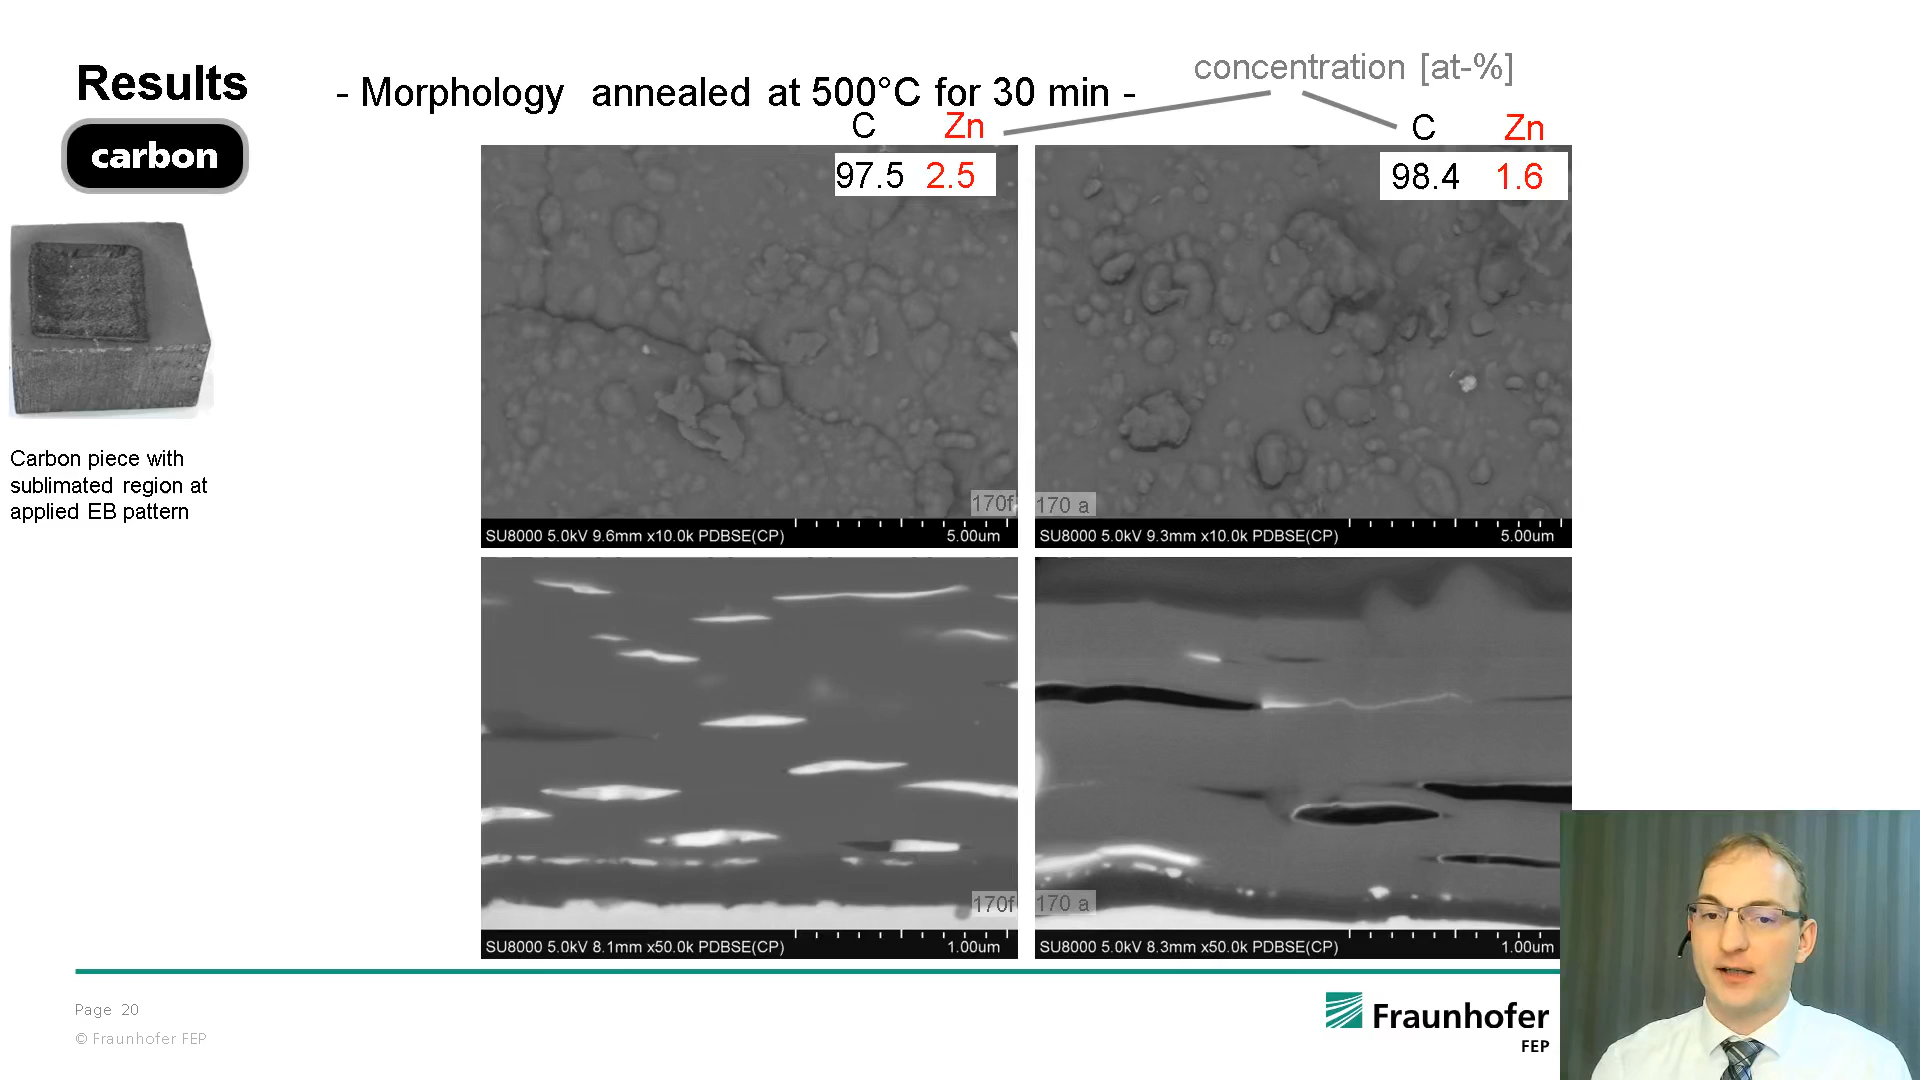 Results
- Morphology annealed at 500°C for 30 min -
concentration [at-%]
carbon
C Zn
97.5 2.5
C Zn
98.4 1.6
Carbon piece with
sublimated region at
applied EB pattern
170f
170 a
SU8000 5.0kV 9.6mm x10.0k PDBSE(CP) 5.00um
SU8000 5.0kV 9.3mm x10.0k PDBSE(CP) 5.00um
170f
170 a
SU8000 5.0kV 8.1mm x50.0k PDBSE(CP) 1.00um
SU8000 5.0kV 8.3mm x50.0k PDBSE(CP) 1.00um
Page 20
© Fraunhofer FEP
Fraunhofer
FEP